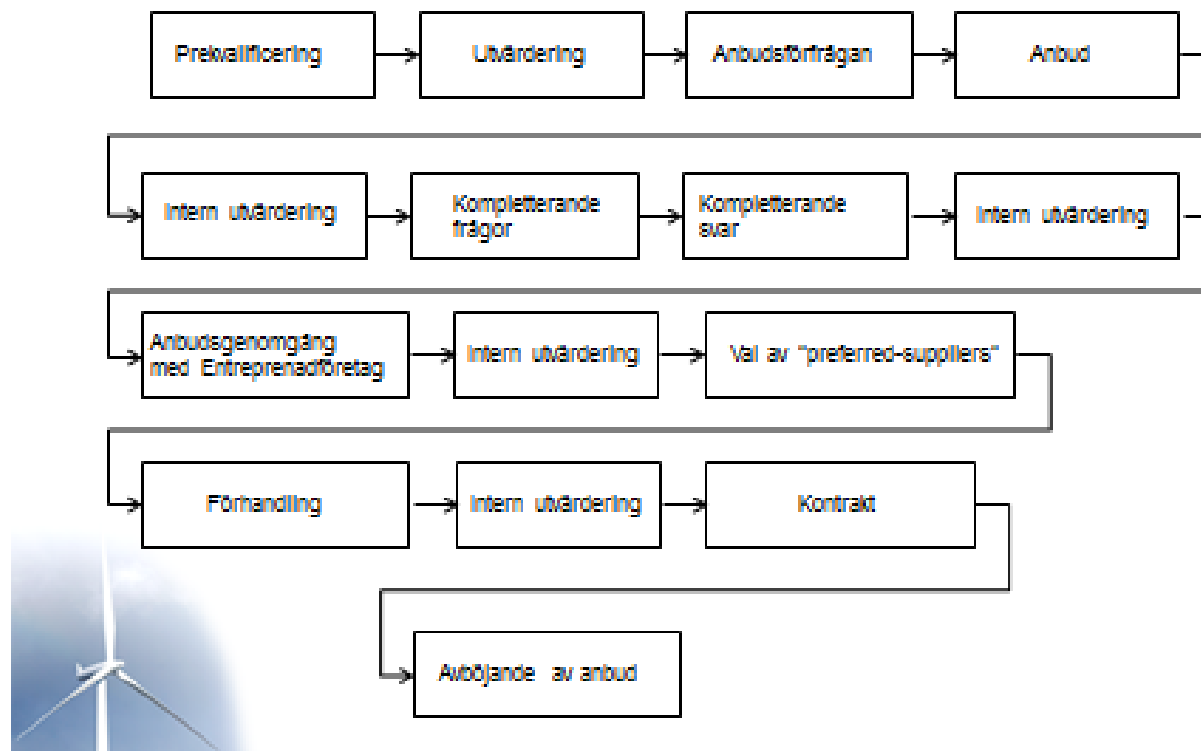 Prekvalificering
Utvärdering
Anbudsförfrågan
Anbud
Intern utvärdering
Kompletterande
frågor
Kompletterande
svar
Intern utvärdering
Anbudsgenomgång
med Entreprenadföretag
Intern utvärdering
Val av "preferred-suppliers"
Förhandling
Intern utvärdering
Kontrakt
Avböjande av anbud